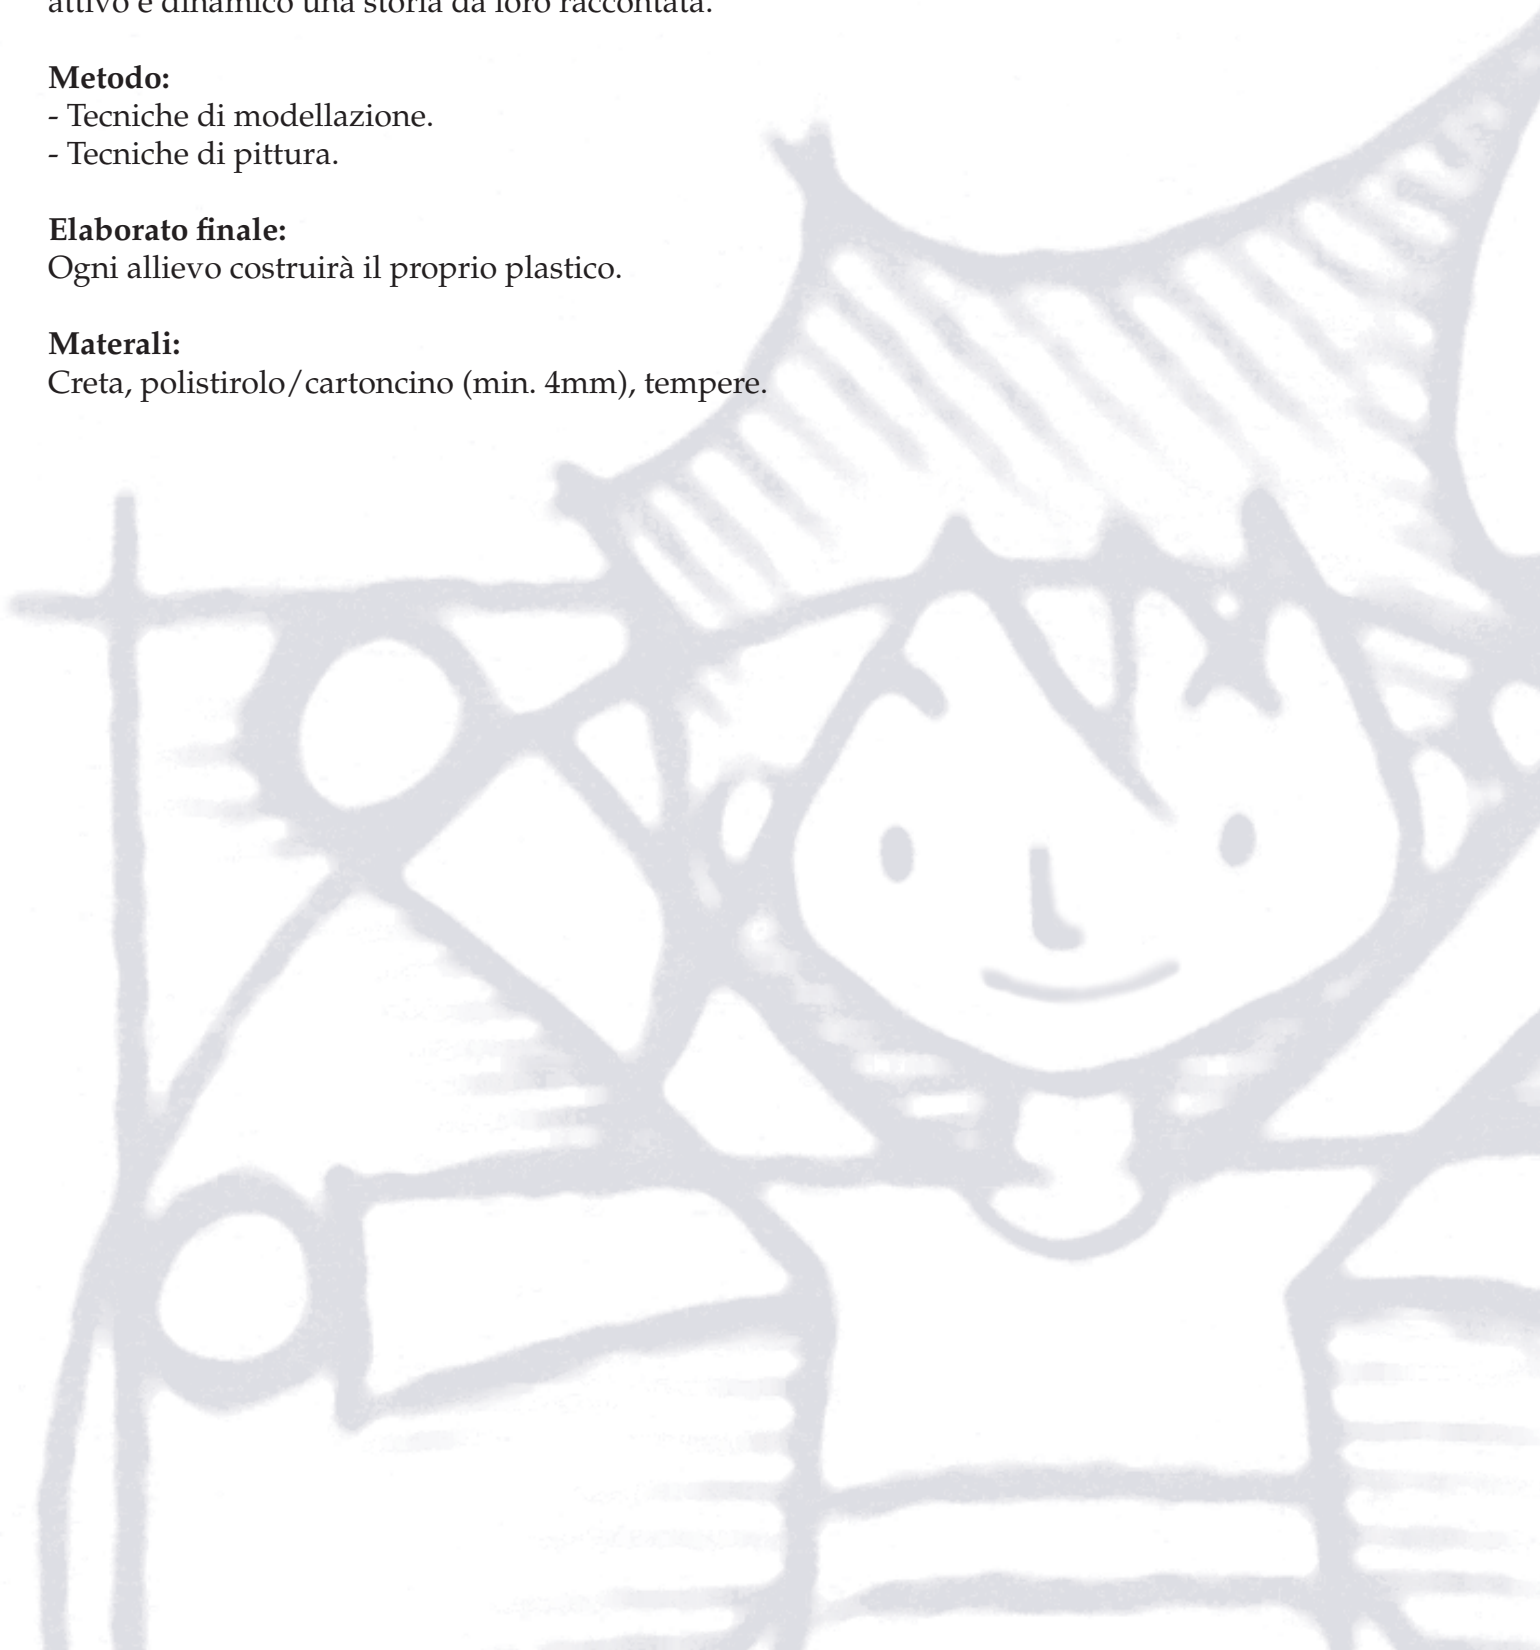 attivo e dinamico una storia da loro raccontata.
Metodo:
- Tecniche di modellazione.
- Tecniche di pittura.
Elaborato finale:
Ogni allievo costruirà il proprio plastico.
Materali:
Creta, polistirolo/cartoncino (min. 4mm), tempere.